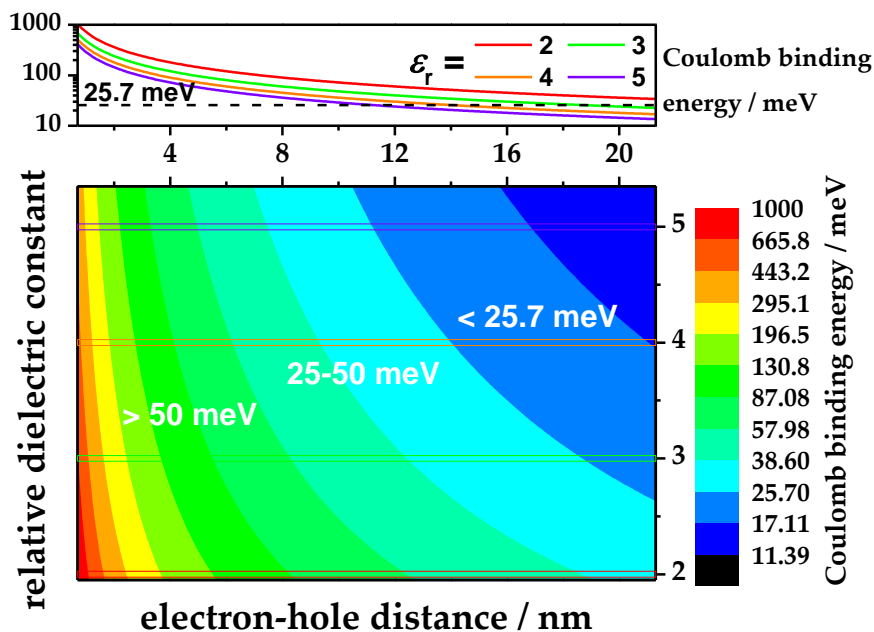 1000
100
10
25.7 meV
εr =
2
3
4
5
Coulomb binding
energy / meV
4
8
12
16
20
relative dielectric constant
> 50 meV
25-50 meV
< 25.7 meV
5
4
3
2
electron-hole distance / nm
1000
665.8
443.2
295.1
196.5
130.8
87.08
57.98
38.60
25.70
17.11
11.39
Coulomb binding energy / meV